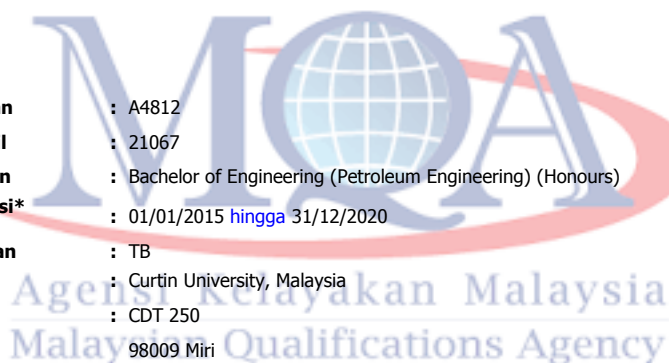 MQA
an : A4812
l : 21067
n : Bachelor of Engineering (Petroleum Engineering) (Honours)
si* : 01/01/2015 hingga 31/12/2020
an : TB
: Curtin University, Malaysia
: CDT 250
98009 Miri
Agensi Kelayakan Malaysia
Malaysian Qualifications Agency